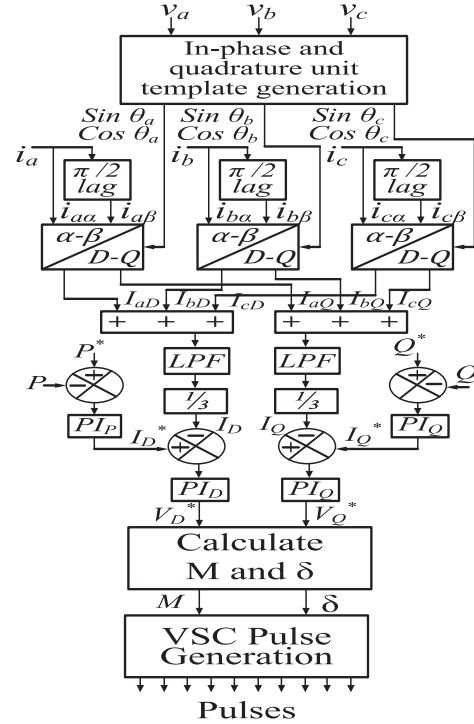 v_a v_b v_c
In-phase and
quadrature unit
template generation
Sin θ_a Sin θ_b Sin θ_c
Cos θ_a Cos θ_b Cos θ_c
i_a i_b i_c
π/2 π/2 π/2
lag lag lag
i_aα i_aβ i_bα i_bβ i_cα i_cβ
α-β α-β α-β
D-Q D-Q D-Q
I_aD I_bD I_cD I_aQ I_bQ I_cQ
+ + + + + +
P* LPF LPF Q*
P + − + − Q
⅓ ⅓
PI_P I_D* I_D I_Q I_Q* PI_Q
+ − − +
PI_D PI_Q
V_D* V_Q*
Calculate
M and δ
M δ
VSC Pulse
Generation
Pulses